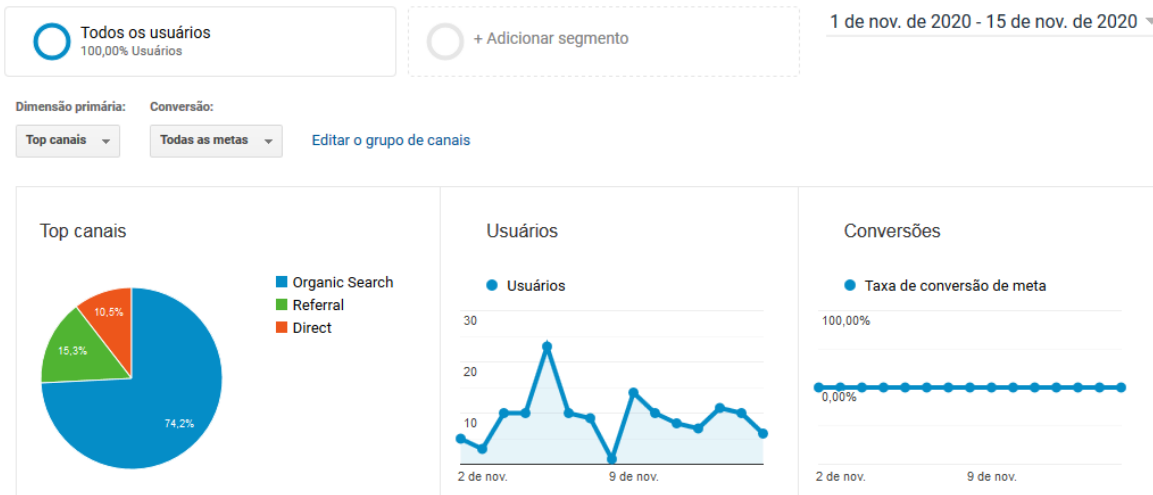 Todos os usuários
100,00% Usuários
+ Adicionar segmento
1 de nov. de 2020 - 15 de nov. de 2020
Dimensão primária:
Conversão:
Top canais
Todas as metas
Editar o grupo de canais
Top canais
Organic Search
Referral
Direct
10,5%
15,3%
74,2%
Usuários
Usuários
30
20
10
2 de nov.
9 de nov.
Conversões
Taxa de conversão de meta
100,00%
0,00%
2 de nov.
9 de nov.